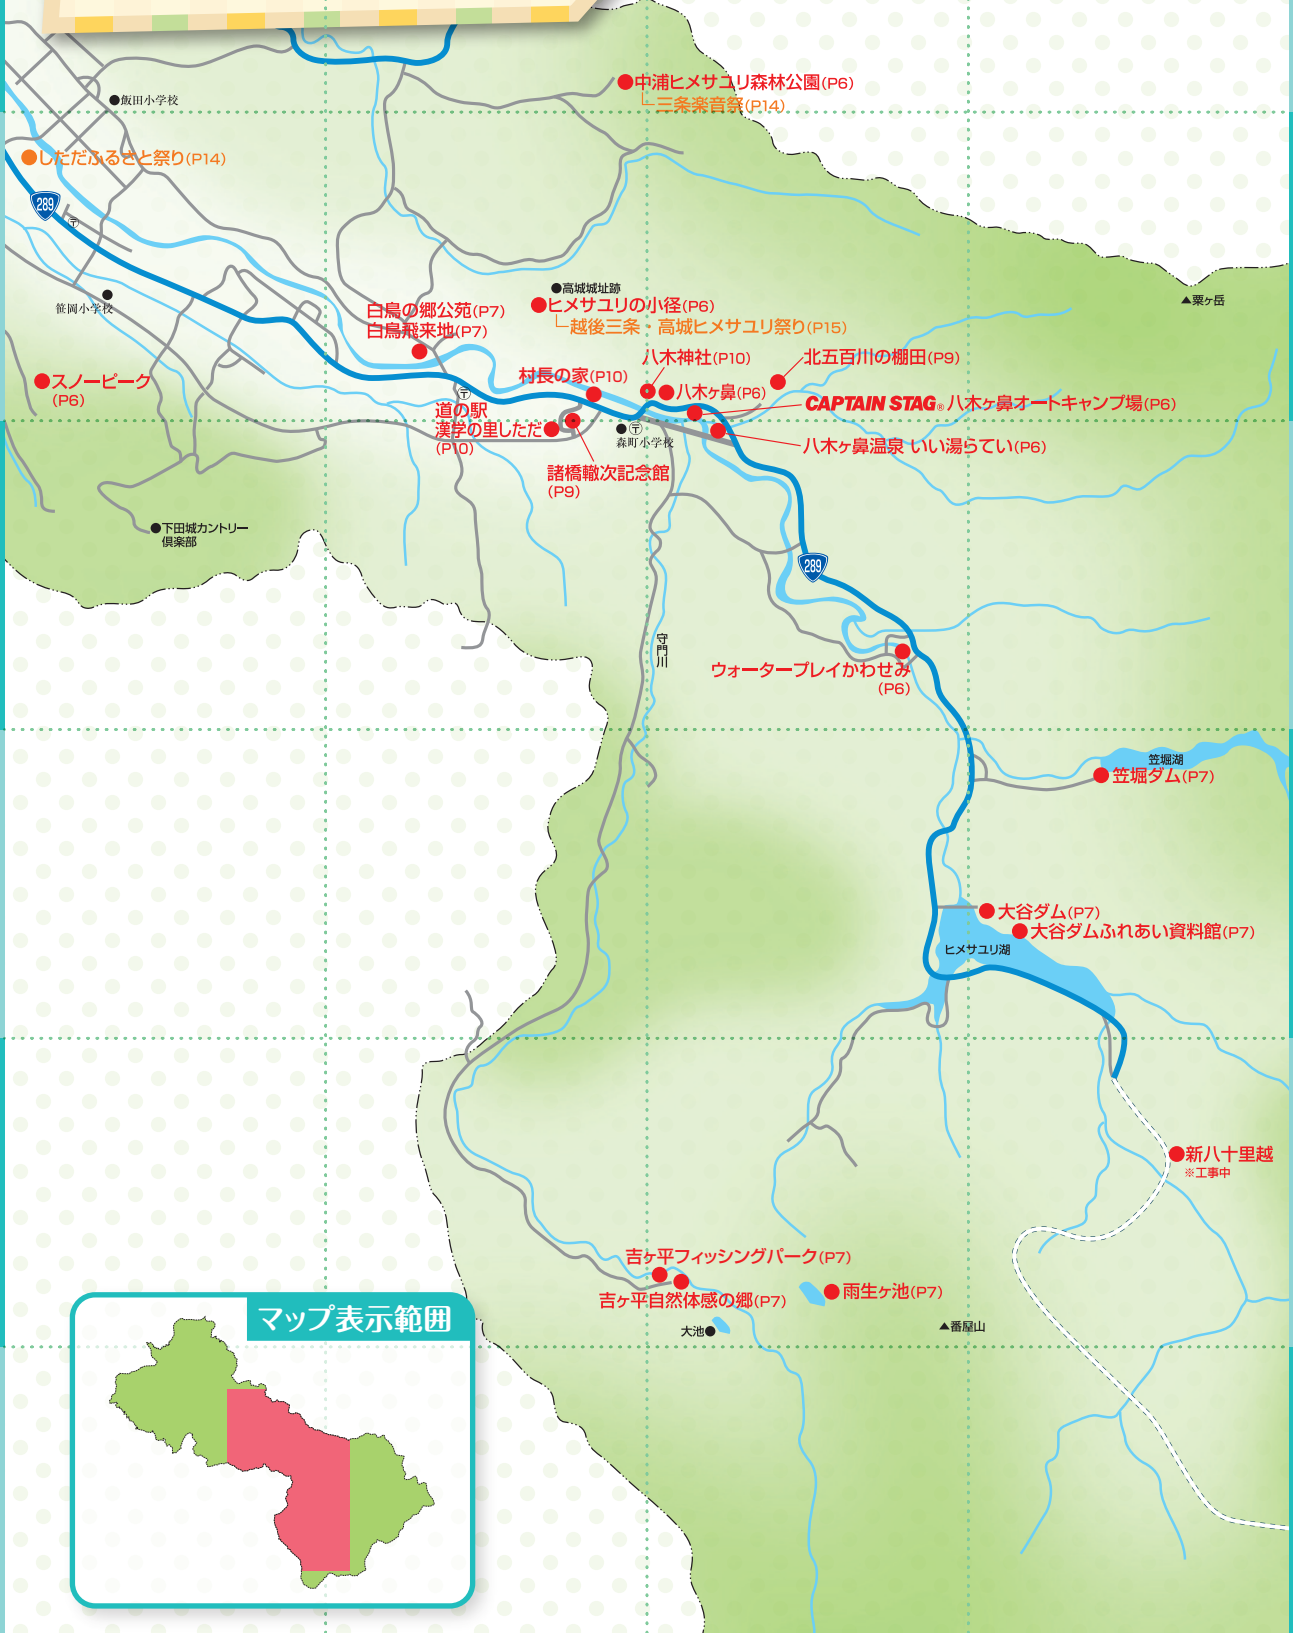 中浦ヒメサユリ森林公園(P6)
三条楽音祭(P14)
飯田小学校
しただふるさと祭り(P14)
289
〒
高城城址跡
ヒメサユリの小径(P6)
越後三条・高城ヒメサユリ祭り(P15)
粟ヶ岳
笹岡小学校
白鳥の郷公苑(P7)
白鳥飛来地(P7)
八木神社(P10)
北五百川の棚田(P9)
スノーピーク
(P6)
村長の家(P10)
八木ヶ鼻(P6)
CAPTAIN STAG® 八木ヶ鼻オートキャンプ場(P6)
〒
道の駅
漢学の里しただ
(P10)
〒
森町小学校
八木ヶ鼻温泉 いい湯らてい(P6)
諸橋轍次記念館
(P9)
下田城カントリー
倶楽部
289
守門川
ウォータープレイかわせみ
(P6)
笠堀湖
笠堀ダム(P7)
大谷ダム(P7)
大谷ダムふれあい資料館(P7)
ヒメサユリ湖
新八十里越
※工事中
吉ヶ平フィッシングパーク(P7)
吉ヶ平自然体感の郷(P7)
雨生ヶ池(P7)
大池
番屋山
マップ表示範囲